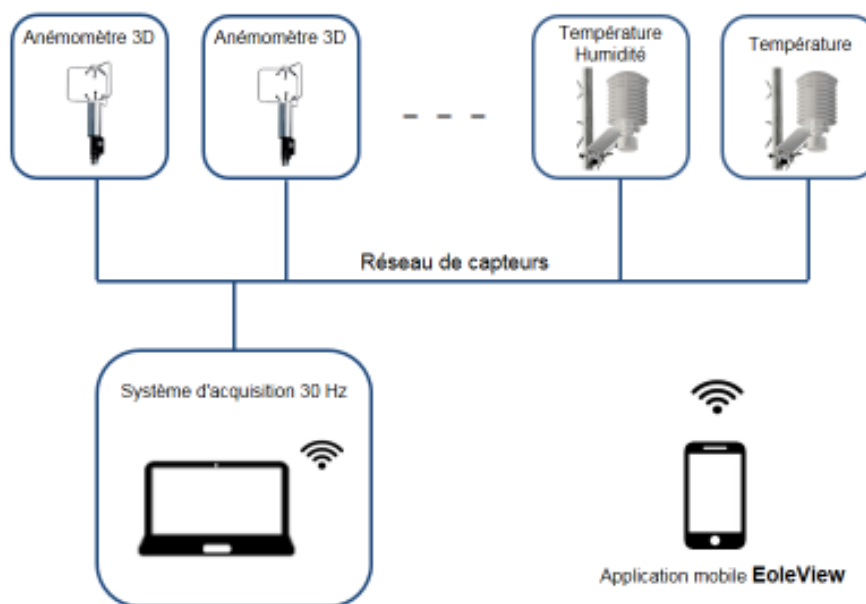 Anémomètre 3D
Anémomètre 3D
Température
Humidité
Température
Réseau de capteurs
Système d'acquisition 30 Hz
Application mobile EoleView